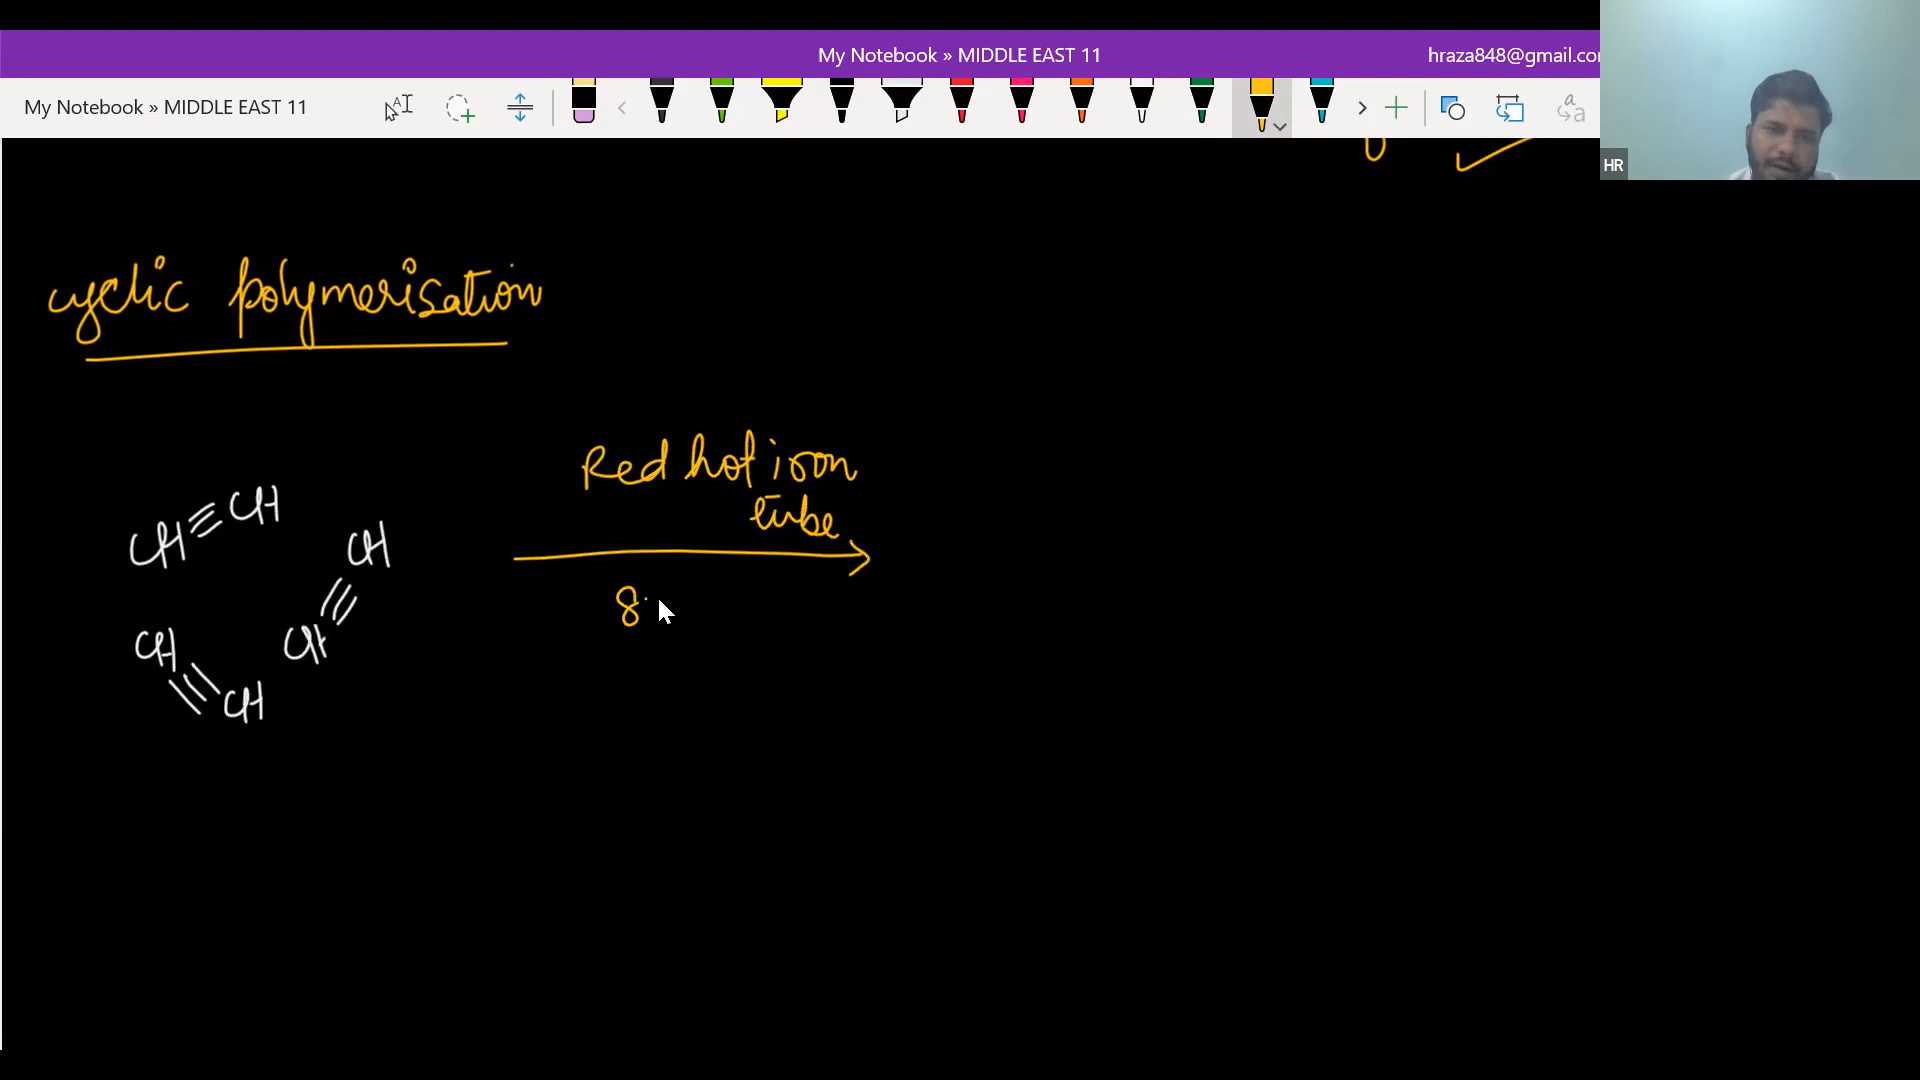 My Notebook » MIDDLE EAST 11
hraza848@gmail.co
My Notebook » MIDDLE EAST 11
HR
cyclic polymerisation
Red hot iron
tube
CH≡CH
CH
8
CH
CH
CH